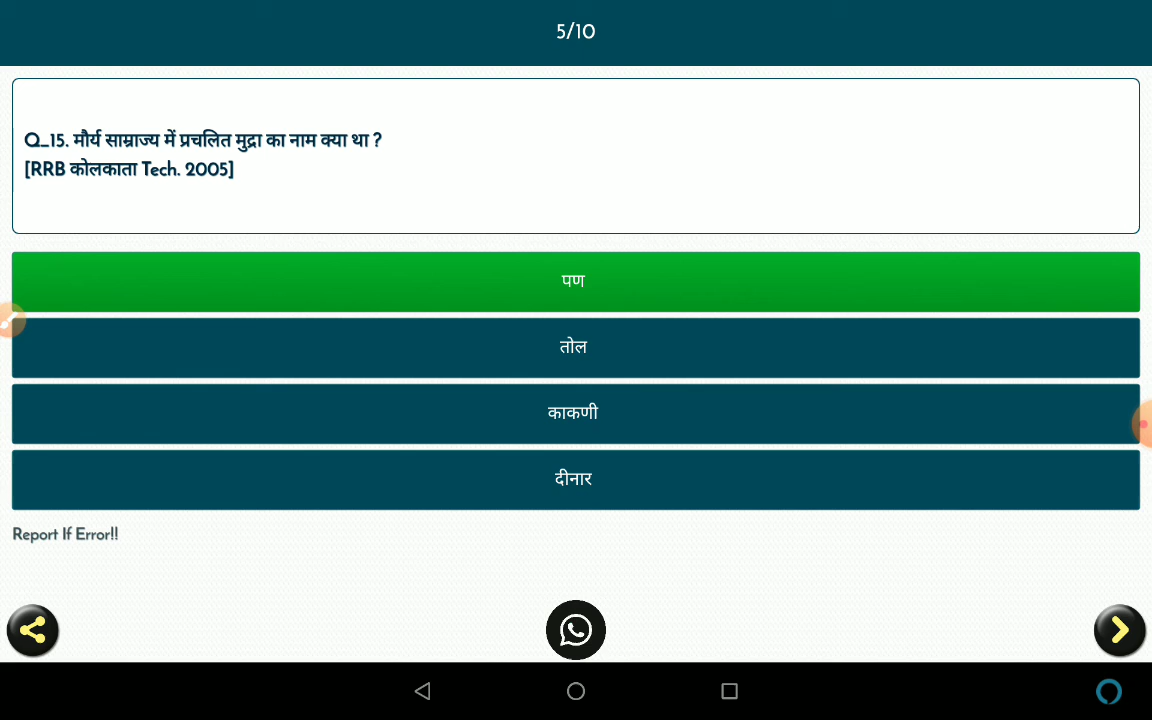 5/10
Q_15. मौर्य साम्राज्य में प्रचलित मुद्रा का नाम क्या था ?
[RRB कोलकाता Tech. 2005]
पण
तोल
काकणी
दीनार
Report If Error!!